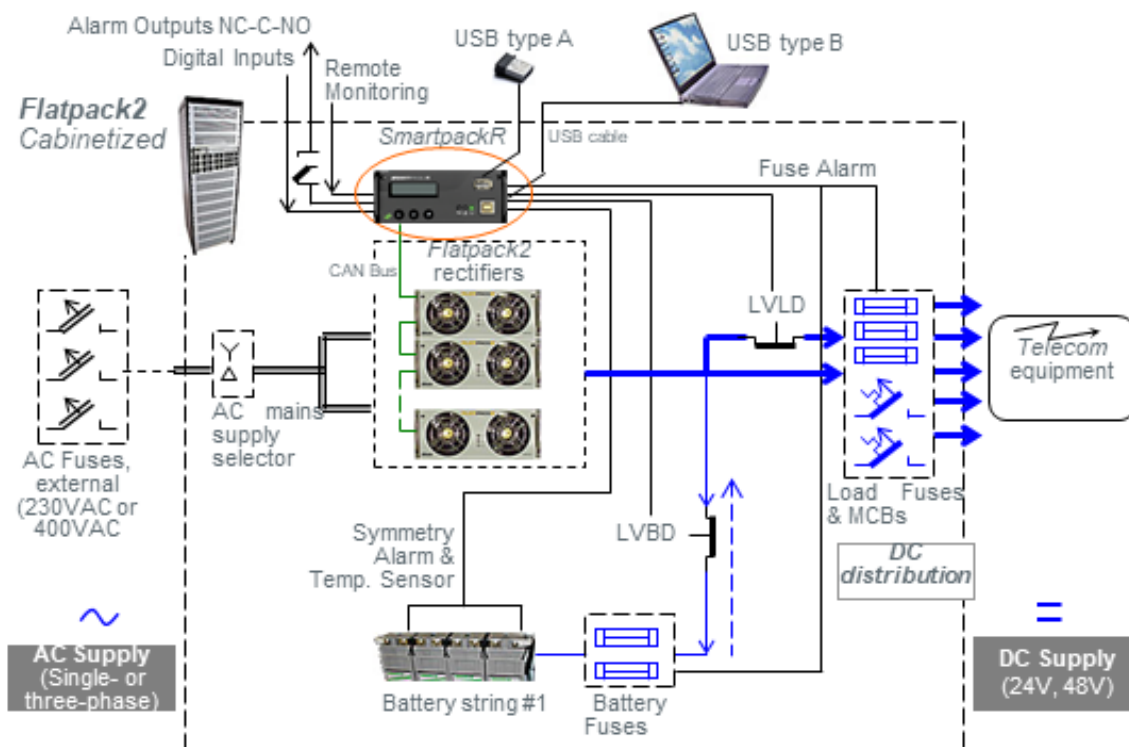 Alarm Outputs NC-C-NO
Digital Inputs
Remote
Monitoring
USB type A
USB type B
Flatpack2
Cabinetized
SmartpackR
USB cable
Fuse Alarm
CAN Bus
Flatpack2
rectifiers
LVLD
Telecom
equipment
AC mains
supply
selector
AC Fuses,
external
(230VAC or
400VAC
Load Fuses
& MCBs
LVBD
Symmetry
Alarm &
Temp. Sensor
DC
distribution
AC Supply
(Single- or
three-phase)
DC Supply
(24V, 48V)
Battery string #1
Battery
Fuses